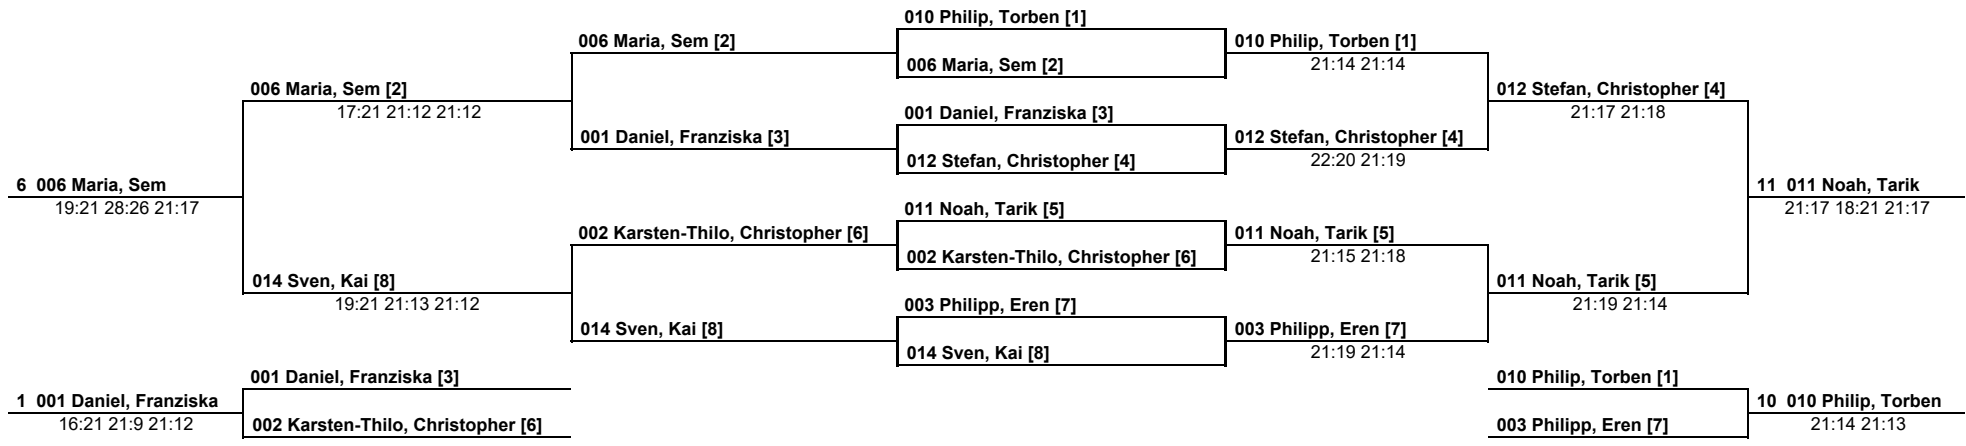 010 Philip, Torben [1]
006 Maria, Sem [2]
010 Philip, Torben [1]
006 Maria, Sem [2]
21:14 21:14
006 Maria, Sem [2]
012 Stefan, Christopher [4]
17:21 21:12 21:12
001 Daniel, Franziska [3]
21:17 21:18
001 Daniel, Franziska [3]
012 Stefan, Christopher [4]
012 Stefan, Christopher [4]
22:20 21:19
6 006 Maria, Sem
11 011 Noah, Tarik
19:21 28:26 21:17
011 Noah, Tarik [5]
21:17 18:21 21:17
002 Karsten-Thilo, Christopher [6]
011 Noah, Tarik [5]
002 Karsten-Thilo, Christopher [6]
21:15 21:18
014 Sven, Kai [8]
011 Noah, Tarik [5]
19:21 21:13 21:12
003 Philipp, Eren [7]
21:19 21:14
014 Sven, Kai [8]
003 Philipp, Eren [7]
014 Sven, Kai [8]
21:19 21:14
001 Daniel, Franziska [3]
010 Philip, Torben [1]
1 001 Daniel, Franziska
10 010 Philip, Torben
16:21 21:9 21:12
002 Karsten-Thilo, Christopher [6]
003 Philipp, Eren [7]
21:14 21:13